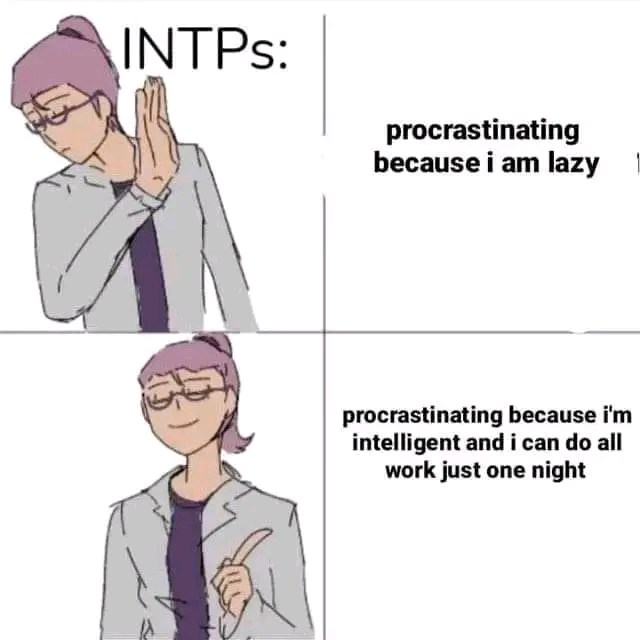 INTPs:
procrastinating
because i am lazy
procrastinating because i'm
intelligent and i can do all
work just one night